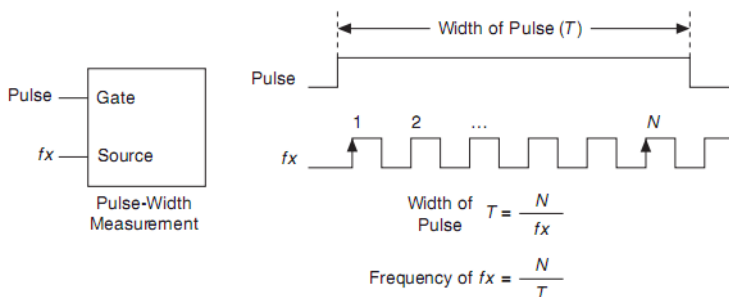 Width of Pulse (T)
Pulse
Pulse
Gate
1 2 ... N
fx
Source
fx
Pulse-Width
Measurement
Width of
Pulse
T = N
fx
Frequency of fx = N
T